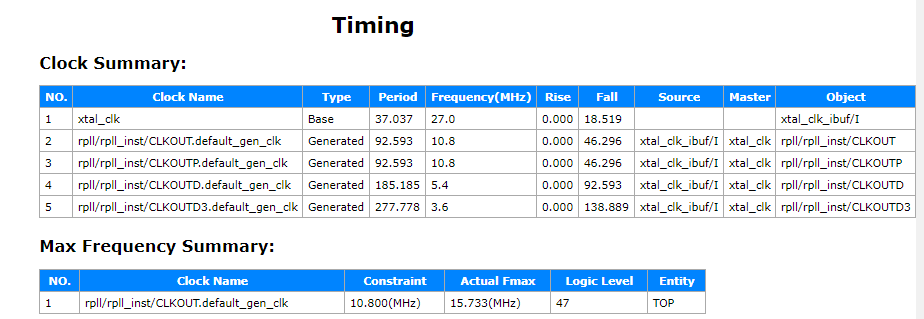 Timing
Clock Summary:
NO. Clock Name Type Period Frequency(MHz) Rise Fall Source Master Object
1 xtal_clk Base 37.037 27.0 0.000 18.519 xtal_clk_ibuf/I
2 rpll/rpll_inst/CLKOUT.default_gen_clk Generated 92.593 10.8 0.000 46.296 xtal_clk_ibuf/I xtal_clk rpll/rpll_inst/CLKOUT
3 rpll/rpll_inst/CLKOUTP.default_gen_clk Generated 92.593 10.8 0.000 46.296 xtal_clk_ibuf/I xtal_clk rpll/rpll_inst/CLKOUTP
4 rpll/rpll_inst/CLKOUTD.default_gen_clk Generated 185.185 5.4 0.000 92.593 xtal_clk_ibuf/I xtal_clk rpll/rpll_inst/CLKOUTD
5 rpll/rpll_inst/CLKOUTD3.default_gen_clk Generated 277.778 3.6 0.000 138.889 xtal_clk_ibuf/I xtal_clk rpll/rpll_inst/CLKOUTD3
Max Frequency Summary:
NO. Clock Name Constraint Actual Fmax Logic Level Entity
1 rpll/rpll_inst/CLKOUT.default_gen_clk 10.800(MHz) 15.733(MHz) 47 TOP